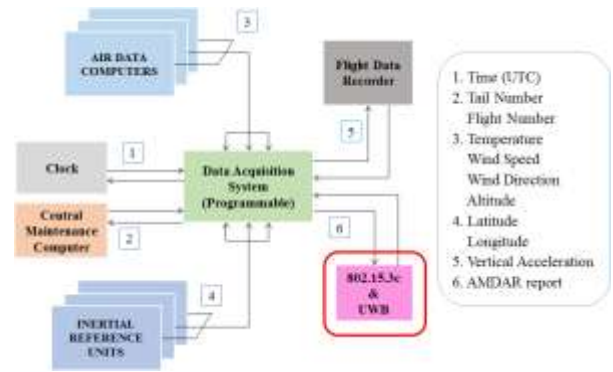 AIR DATA
COMPUTERS
3
Flight Data
Recorder
5
Clock
1
Data Acquisition
System
(Programmable)
Central
Maintenance
Computer
2
6
802.15.3c
&
UWB
4
INERTIAL
REFERENCE
UNITS
1. Time (UTC)
2. Tail Number
Flight Number
3. Temperature
Wind Speed
Wind Direction
Altitude
4. Latitude
Longitude
5. Vertical Acceleration
6. AMDAR report